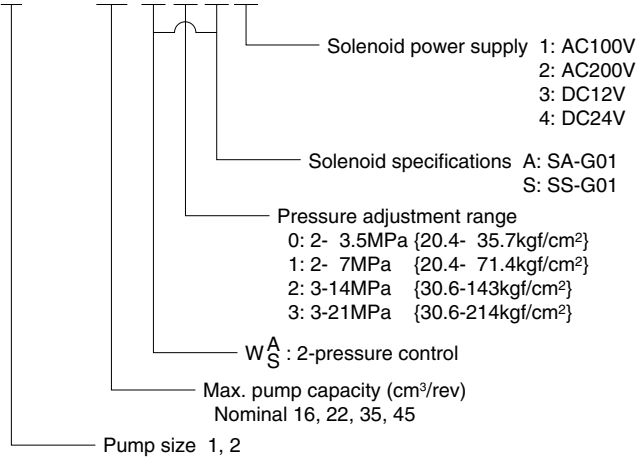 Solenoid power supply 1: AC100V
2: AC200V
3: DC12V
4: DC24V
Solenoid specifications A: SA-G01
S: SS-G01
Pressure adjustment range
0: 2- 3.5MPa {20.4- 35.7kgf/cm²}
1: 2- 7MPa {20.4- 71.4kgf/cm²}
2: 3-14MPa {30.6-143kgf/cm²}
3: 3-21MPa {30.6-214kgf/cm²}
W A/S : 2-pressure control
Max. pump capacity (cm³/rev)
Nominal 16, 22, 35, 45
Pump size 1, 2